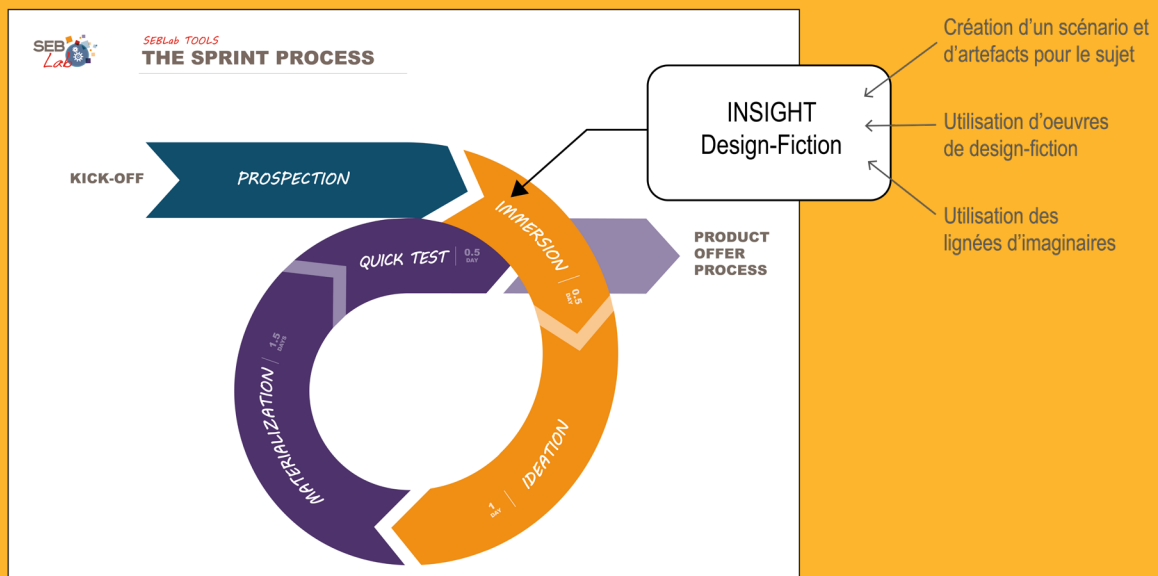 SEB
Lab
SEBLab TOOLS
THE SPRINT PROCESS
KICK-OFF
PROSPECTION
IMMERSION
0.5
DAY
QUICK TEST
0.5
DAY
PRODUCT
OFFER
PROCESS
MATERIALIZATION
1.5
DAYS
IDEATION
1
DAY
INSIGHT
Design-Fiction
Création d’un scénario et
d’artefacts pour le sujet
Utilisation d’oeuvres
de design-fiction
Utilisation des
lignées d’imaginaires